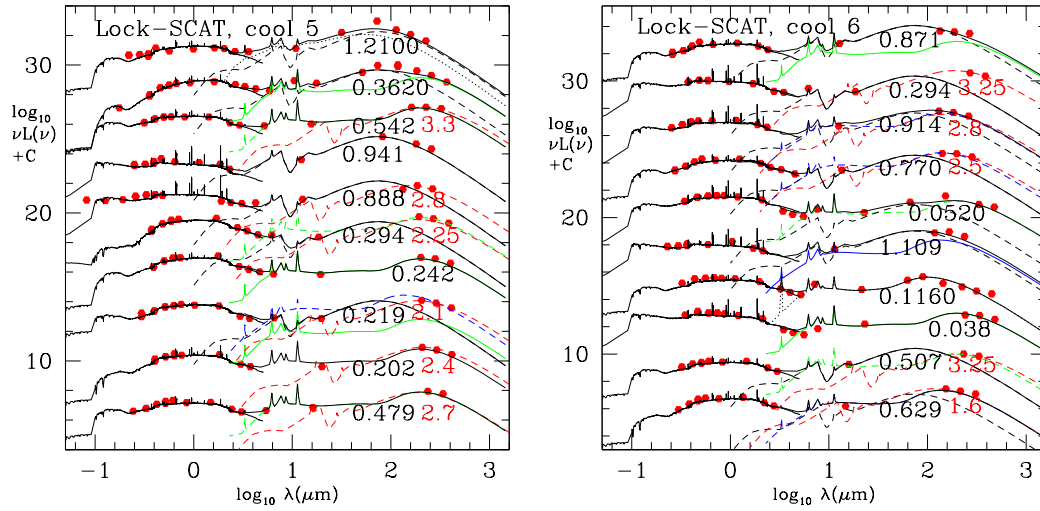 Lock-SCAT, cool 5
30
20
10
log10
νL(ν)
+C
1.2100
0.3620
0.542 3.3
0.941
0.888 2.8
0.294 2.25
0.242
0.219 2.1
0.202 2.4
0.479 2.7
−1 0 1 2 3
log10 λ(μm)
Lock-SCAT, cool 6
30
20
10
log10
νL(ν)
+C
0.871
0.294 3.25
0.914 2.8
0.770 2.5
0.0520
1.109
0.1160
0.038
0.507 3.25
0.629 1.6
−1 0 1 2 3
log10 λ(μm)